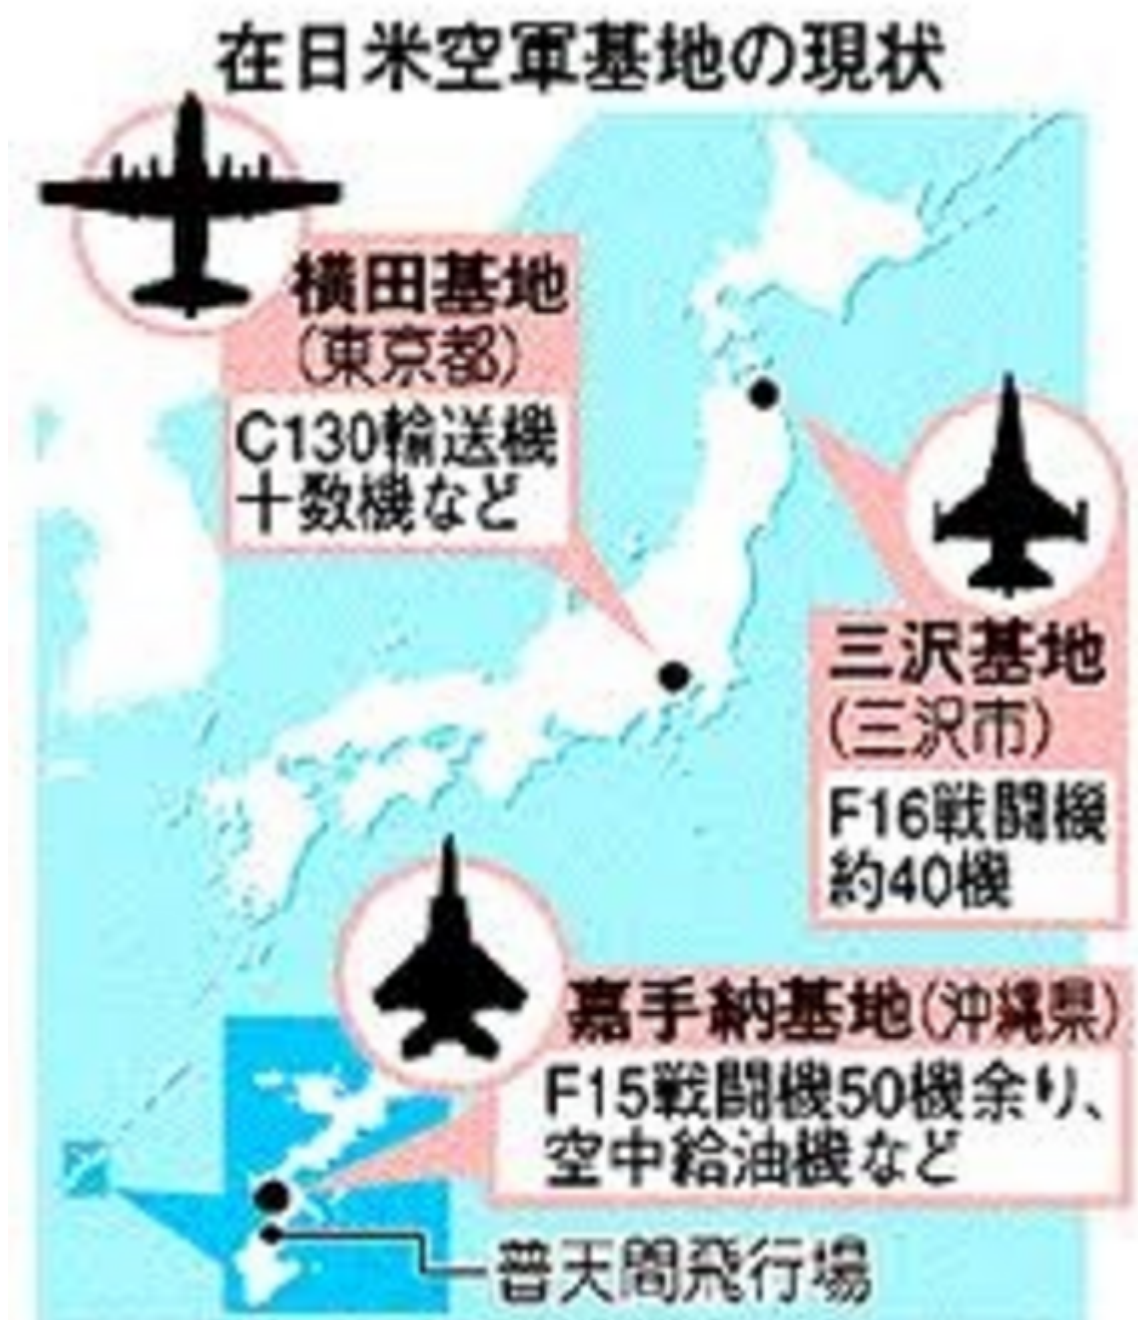 在日米空軍基地の現状
横田基地
(東京都)
C130輸送機
十数機など
三沢基地
(三沢市)
F16戦闘機
約40機
嘉手納基地(沖縄県)
F15戦闘機50機余り、
空中給油機など
普天間飛行場